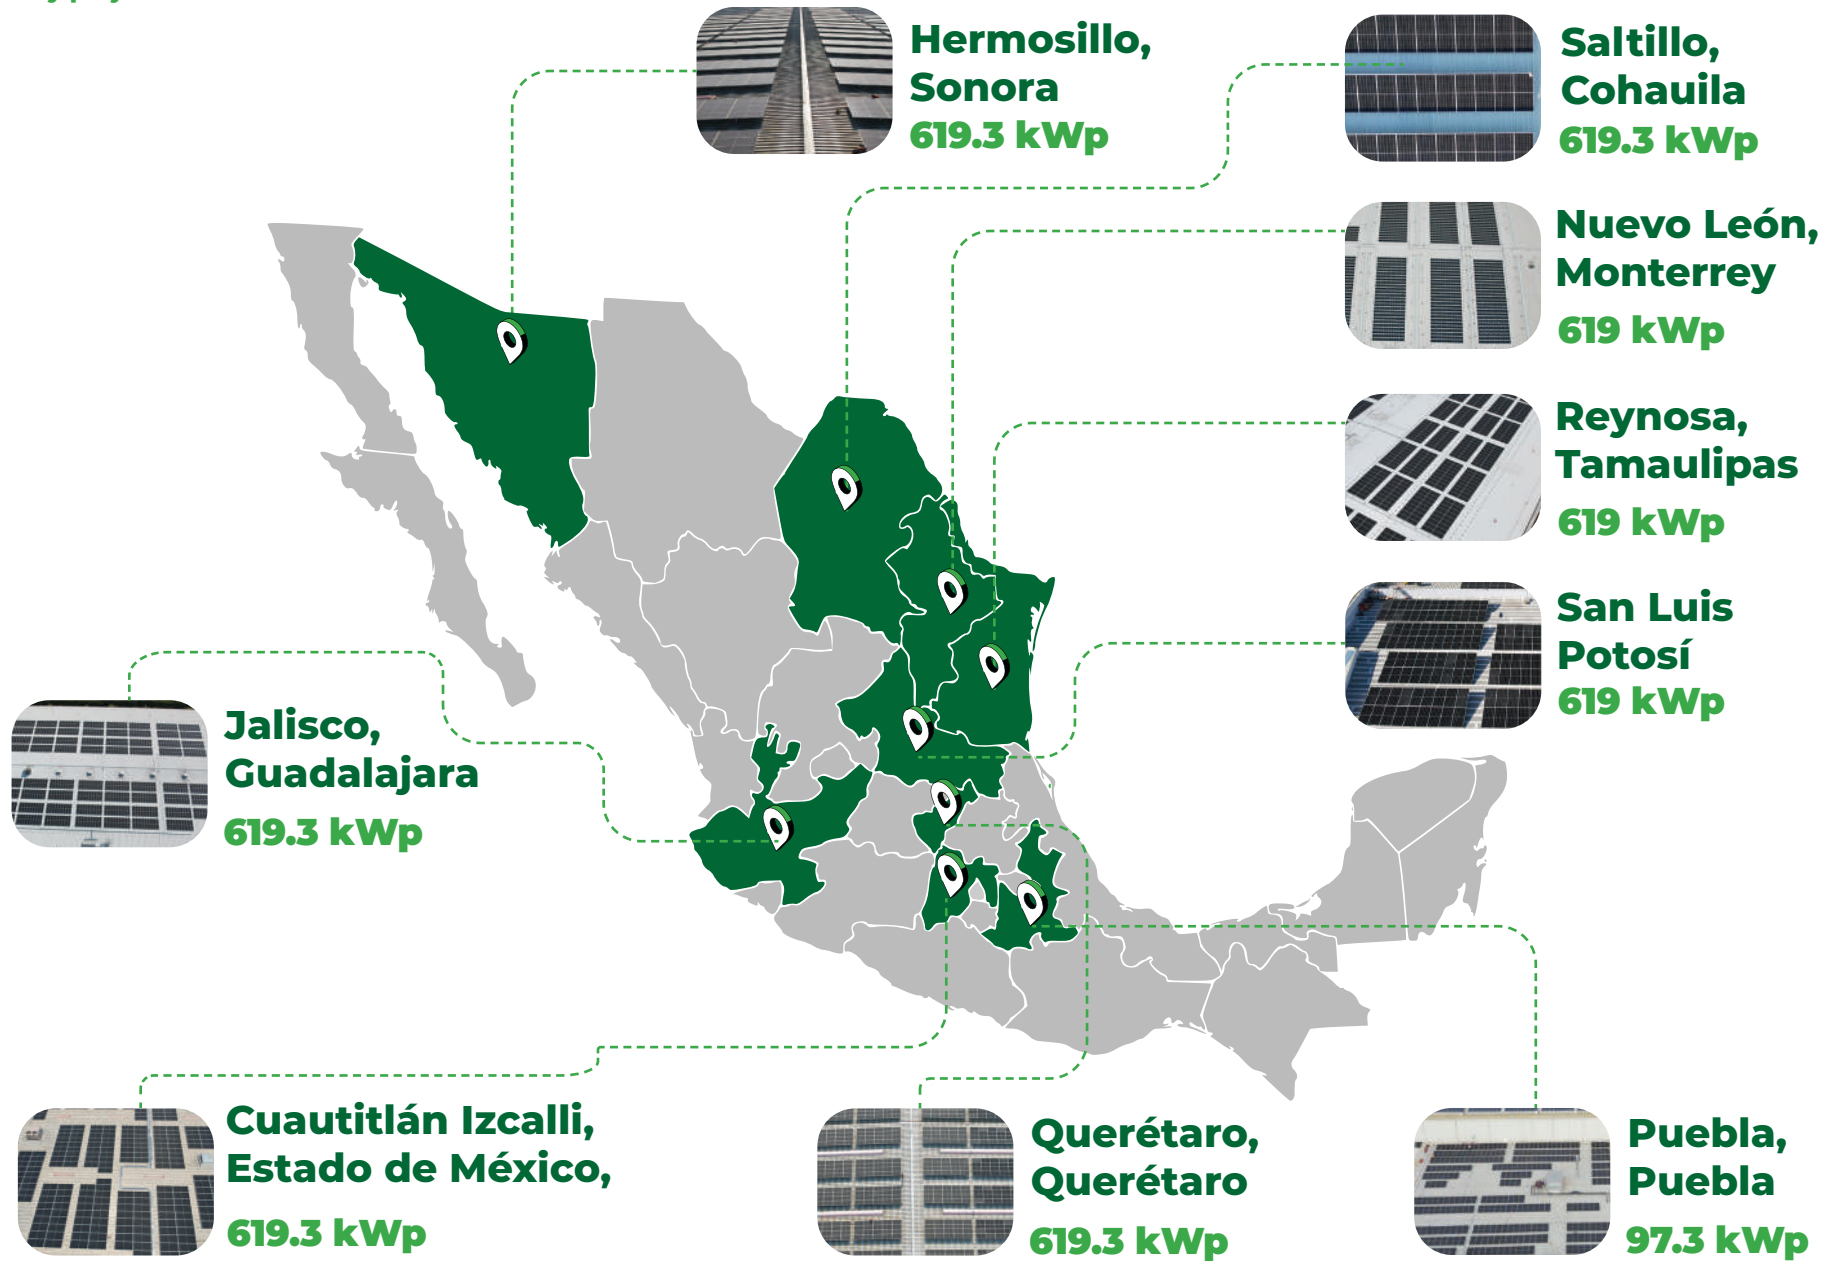 Hermosillo,
Sonora
619.3 kWp
Saltillo,
Cohauila
619.3 kWp
Nuevo León,
Monterrey
619 kWp
Reynosa,
Tamaulipas
619 kWp
San Luis
Potosí
619 kWp
Jalisco,
Guadalajara
619.3 kWp
Cuautitlán Izcalli,
Estado de México,
619.3 kWp
Querétaro,
Querétaro
619.3 kWp
Puebla,
Puebla
97.3 kWp